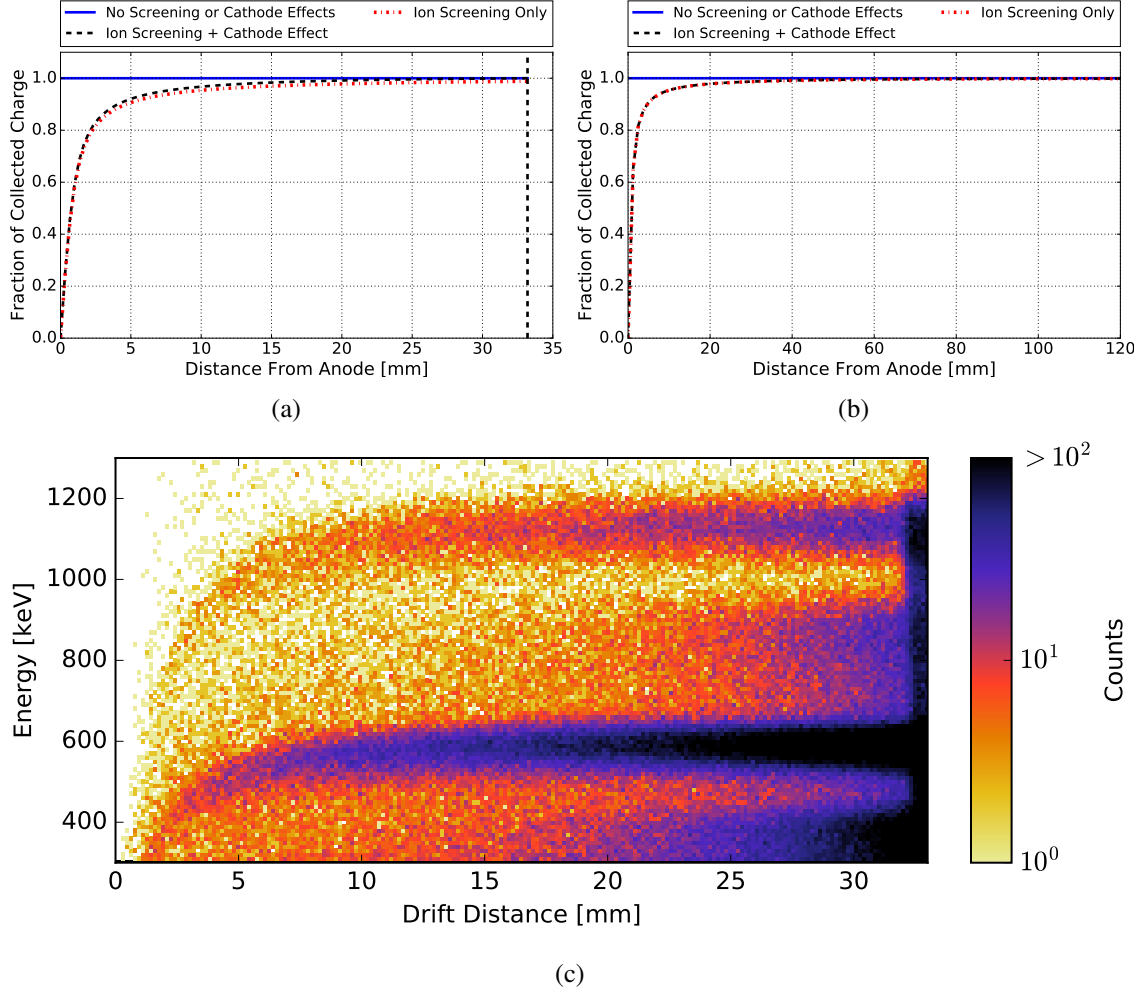 No Screening or Cathode Effects
Ion Screening Only
Ion Screening + Cathode Effect
Fraction of Collected Charge
1.0
0.8
0.6
0.4
0.2
0.0
0 5 10 15 20 25 30 35
Distance From Anode [mm]
(a)
No Screening or Cathode Effects
Ion Screening Only
Ion Screening + Cathode Effect
Fraction of Collected Charge
1.0
0.8
0.6
0.4
0.2
0.0
0 20 40 60 80 100 120
Distance From Anode [mm]
(b)
Energy [keV]
1200
1000
800
600
400
0 5 10 15 20 25 30
Drift Distance [mm]
> 10²
10¹
10⁰
Counts
(c)